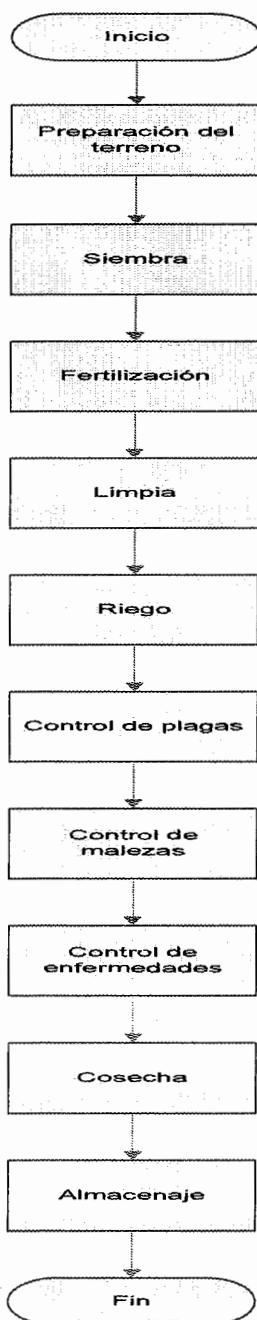 Inicio
Preparación del
terreno
Siembra
Fertilización
Limpia
Riego
Control de plagas
Control de
malezas
Control de
enfermedades
Cosecha
Almacenaje
Fin